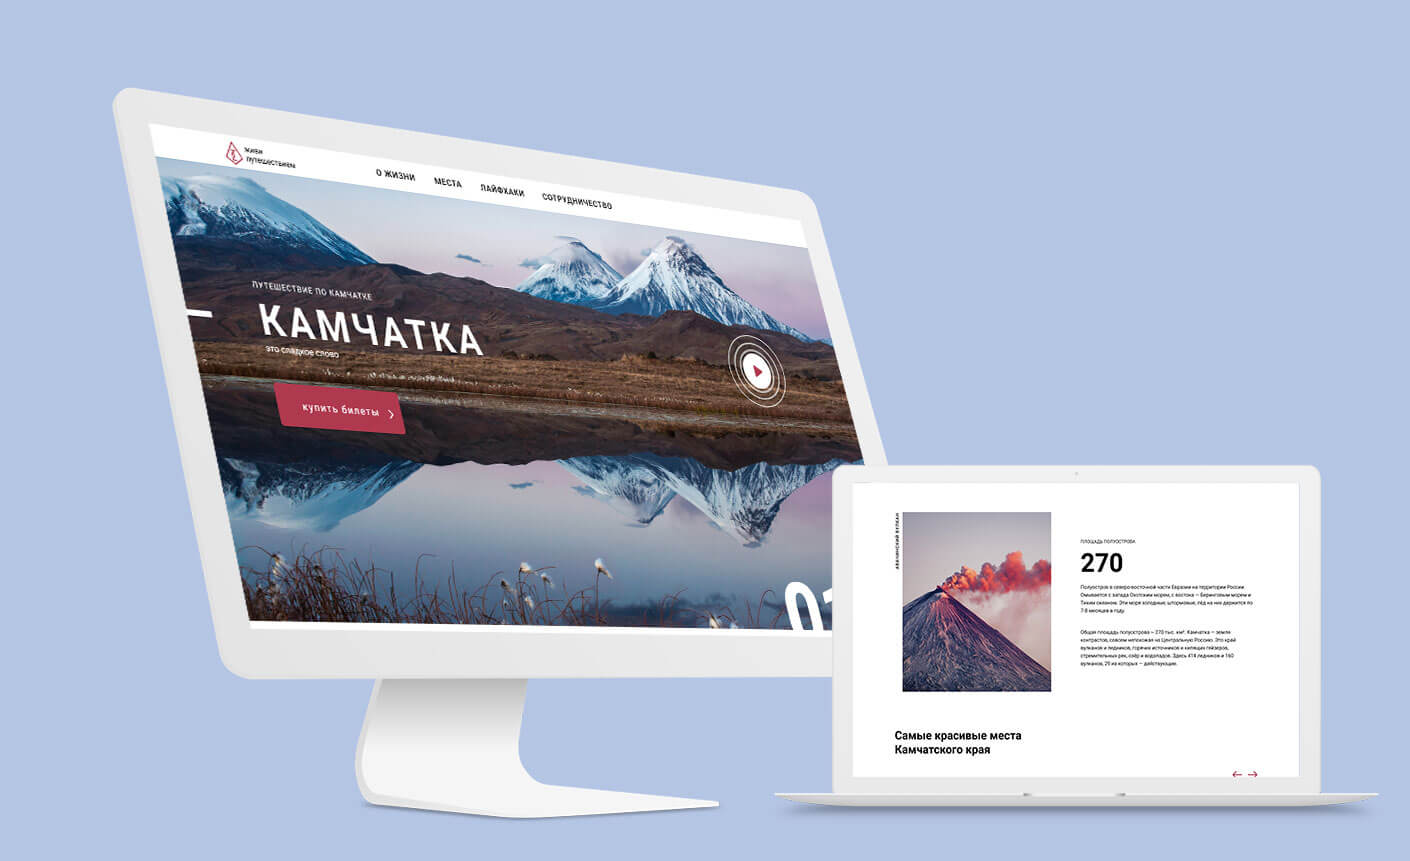 живи
путешествием
О ЖИЗНИ
МЕСТА
ЛАЙФХАКИ
СОТРУДНИЧЕСТВО
ПУТЕШЕСТВИЕ ПО КАМЧАТКЕ
КАМЧАТКА
это сладкое слово
купить билеты
01
АВАЧИНСКИЙ ВУЛКАН
ПЛОЩАДЬ ПОЛУОСТРОВА
270
Полуостров в северо-восточной части Евразии на территории России.
Омывается с запада Охотским морем, с востока — Беринговым морем и
Тихим океаном. Эти моря холодные, штормовые, лёд на них держится по
7-8 месяцев в году.
Общая площадь полуострова ≈ 270 тыс. км². Камчатка — земля
контрастов, совсем непохожая на Центральную Россию. Это край
вулканов и ледников, горячих источников и кипящих гейзеров,
стремительных рек, озёр и водопадов. Здесь 414 ледников и 160
вулканов, 29 из которых — действующие.
Самые красивые места
Камчатского края